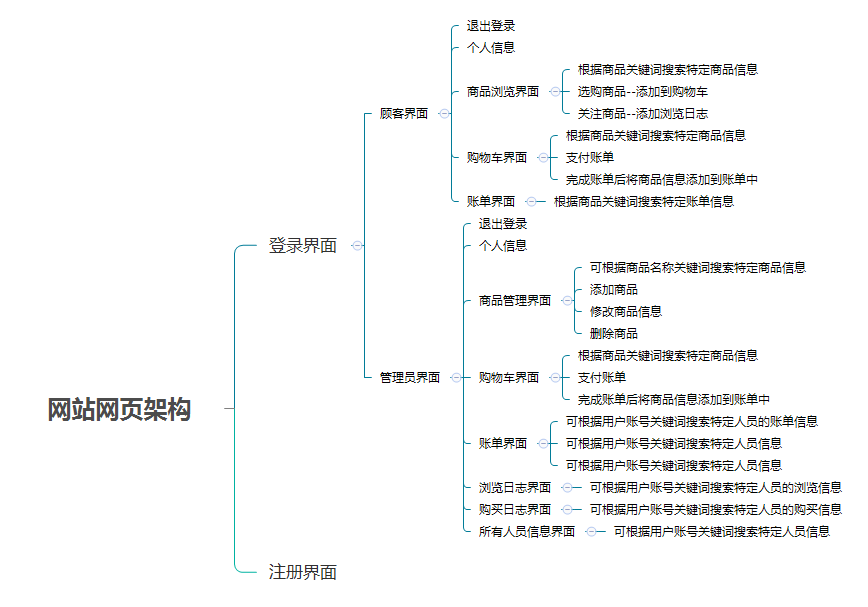 网站网页架构
登录界面
顾客界面
退出登录
个人信息
商品浏览界面
根据商品关键词搜索特定商品信息
选购商品--添加到购物车
关注商品--添加浏览日志
购物车界面
根据商品关键词搜索特定商品信息
支付账单
完成账单后将商品信息添加到账单中
账单界面
根据商品关键词搜索特定账单信息
管理员界面
退出登录
个人信息
商品管理界面
可根据商品名称关键词搜索特定商品信息
添加商品
修改商品信息
删除商品
购物车界面
根据商品关键词搜索特定商品信息
支付账单
完成账单后将商品信息添加到账单中
账单界面
可根据用户账号关键词搜索特定人员的账单信息
可根据用户账号关键词搜索特定人员信息
可根据用户账号关键词搜索特定人员信息
浏览日志界面
可根据用户账号关键词搜索特定人员的浏览信息
购买日志界面
可根据用户账号关键词搜索特定人员的购买信息
所有人员信息界面
可根据用户账号关键词搜索特定人员信息
注册界面